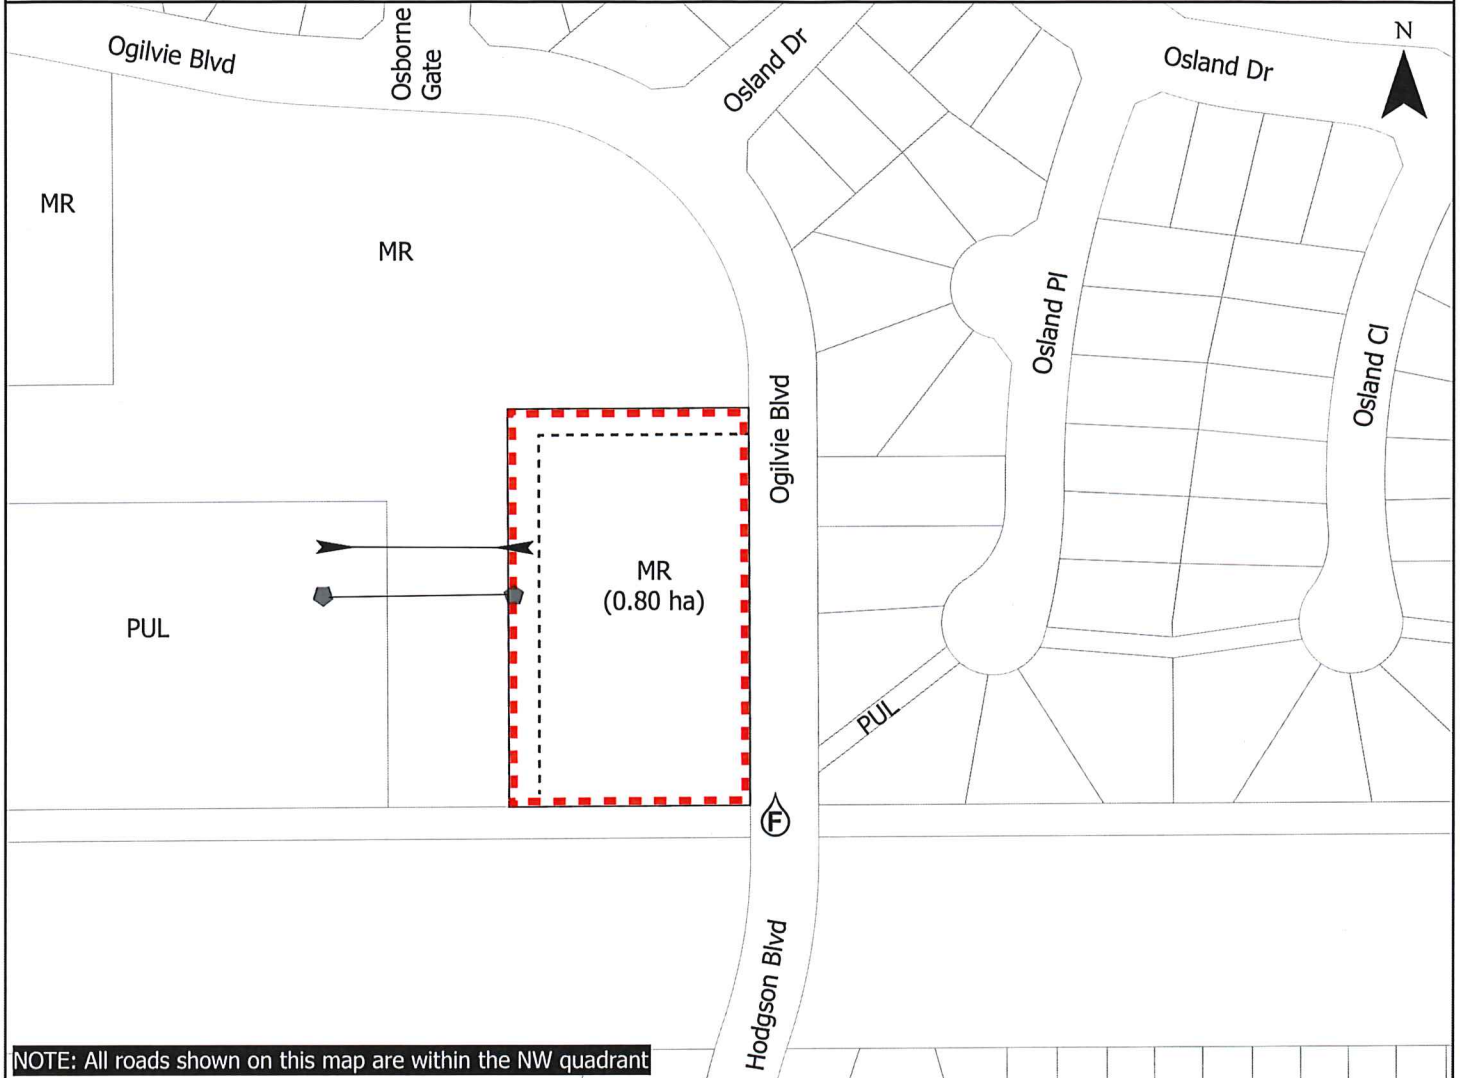 Ogilvie Blvd
Osborne
Gate
Osland Dr
Osland Dr
N
MR
MR
Osland Pl
Osland Cl
Ogilvie Blvd
MR
(0.80 ha)
PUL
PUL
F
Hodgson Blvd
NOTE: All roads shown on this map are within the NW quadrant